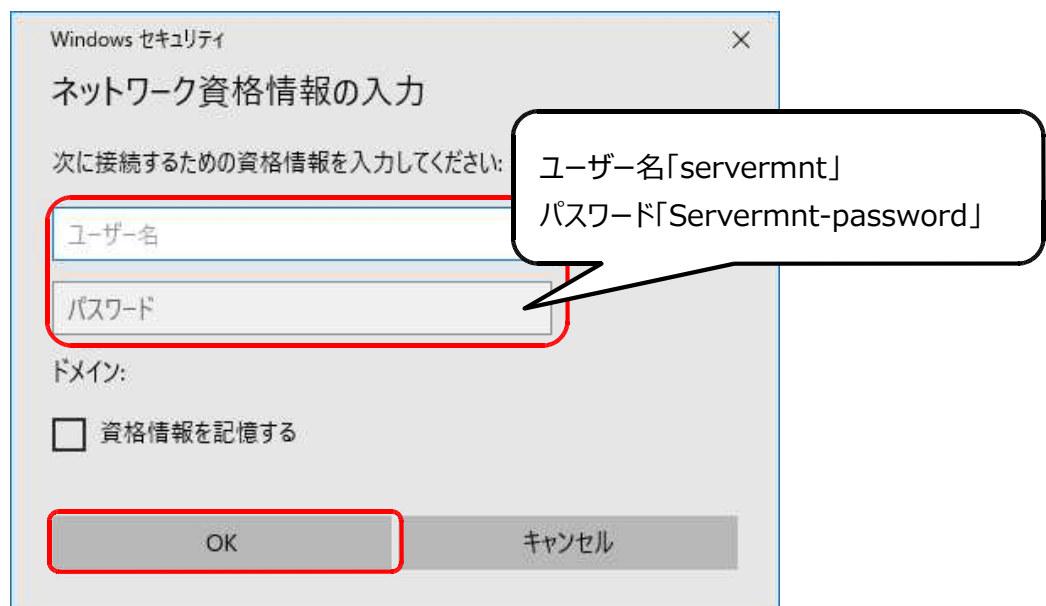 Windows セキュリティ
ネットワーク資格情報の入力
次に接続するための資格情報を入力してください:
ユーザー名「servermnt」
パスワード「Servermnt-password」
ユーザー名
パスワード
ドメイン:
資格情報を記憶する
OK
キャンセル